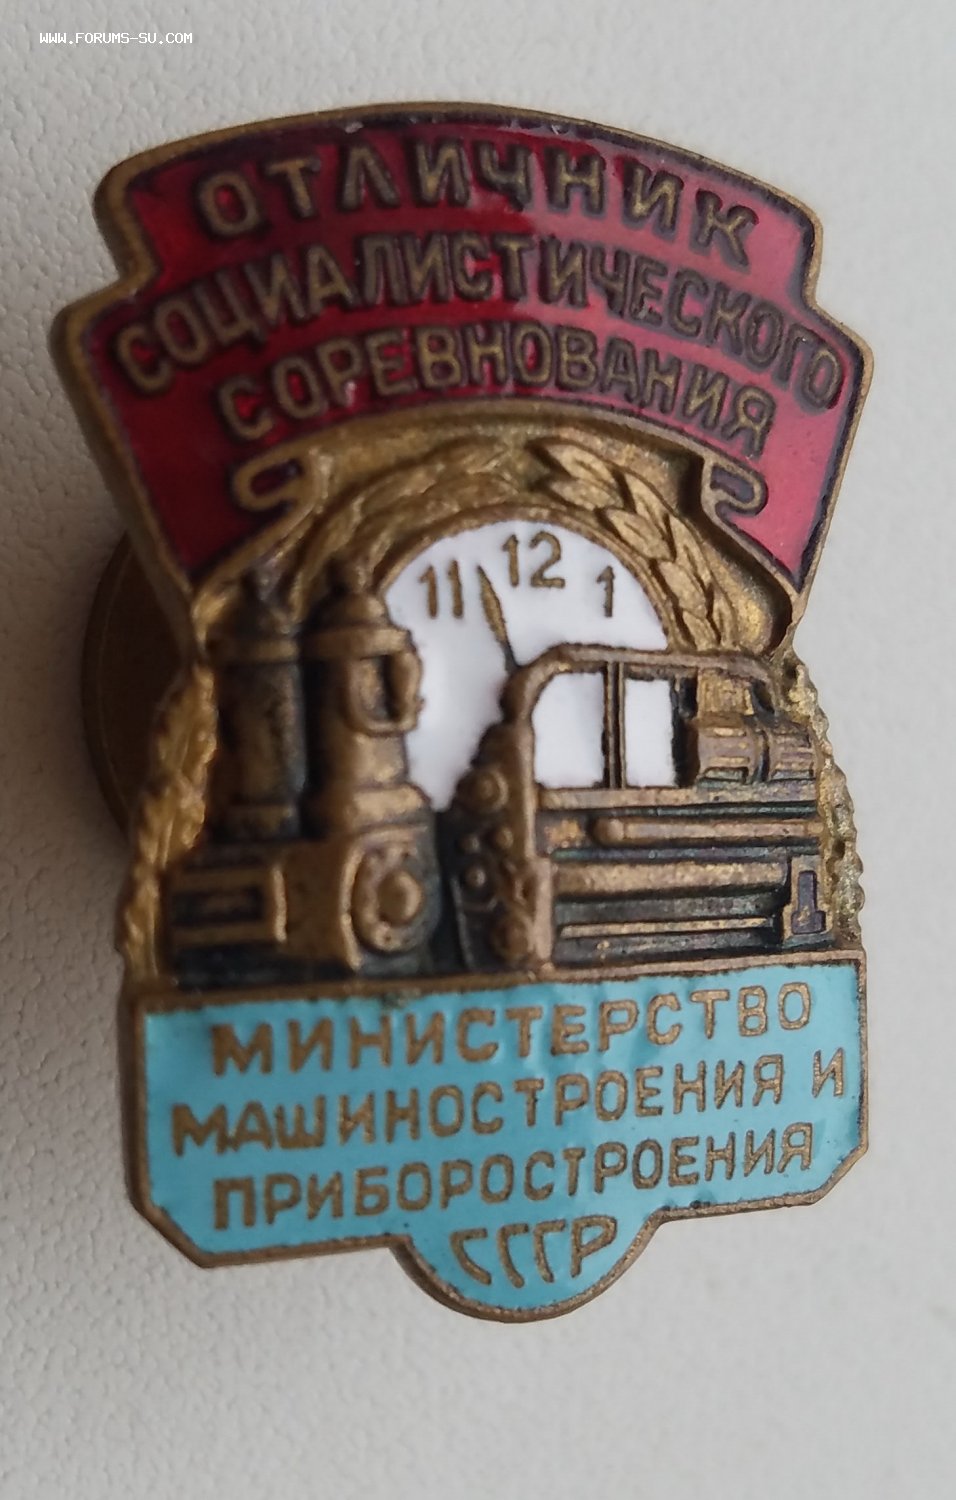 WWW.FORUMS-SU.COM
ОТЛИЧНИК
СОЦИАЛИСТИЧЕСКОГО
СОРЕВНОВАНИЯ
11 12 1
МИНИСТЕРСТВО
МАШИНОСТРОЕНИЯ И
ПРИБОРОСТРОЕНИЯ
СССР